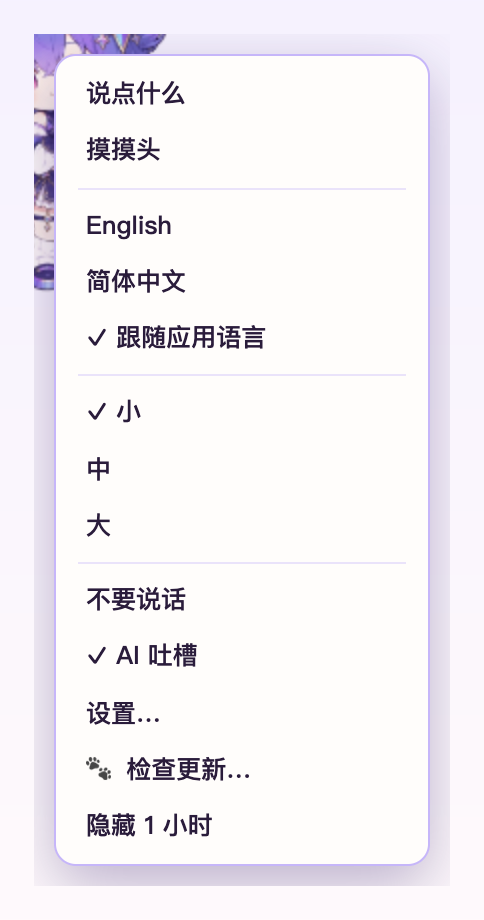 说点什么
摸摸头
English
简体中文
✓ 跟随应用语言
✓ 小
中
大
不要说话
✓ AI 吐槽
设置…
🐾 检查更新…
隐藏 1 小时